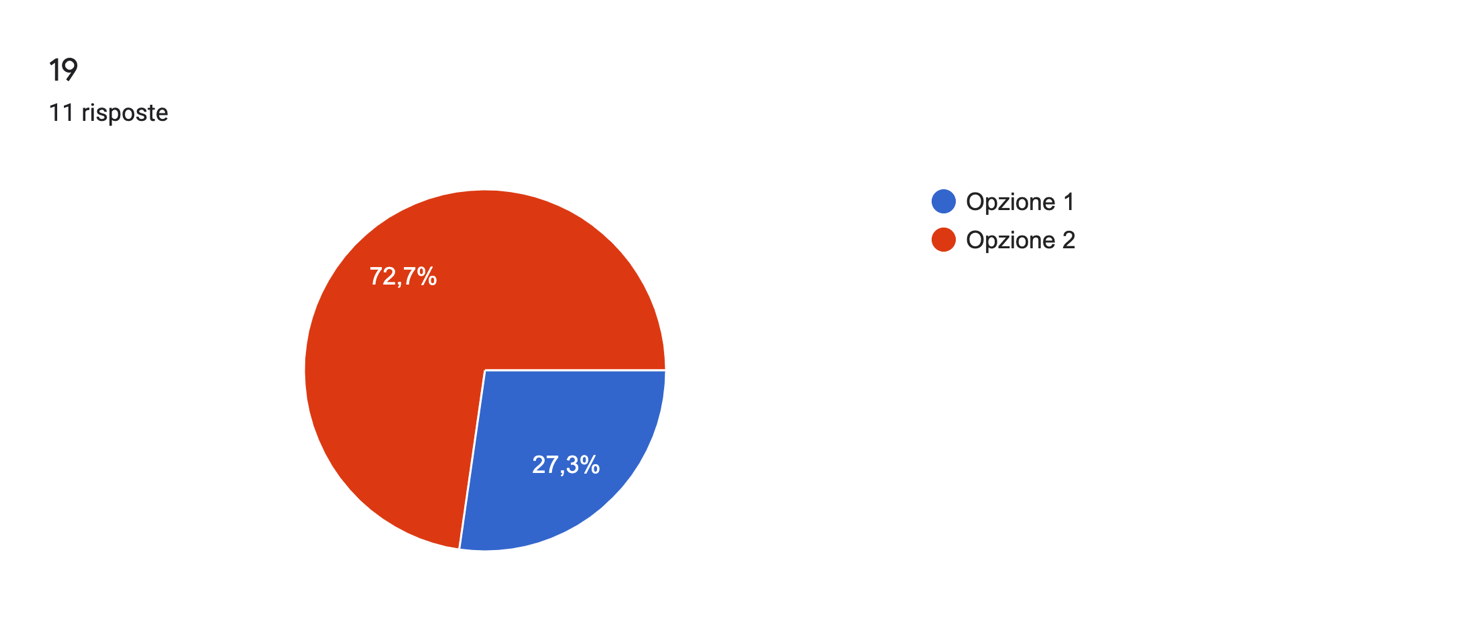 19
11 risposte
Opzione 1
Opzione 2
72,7%
27,3%